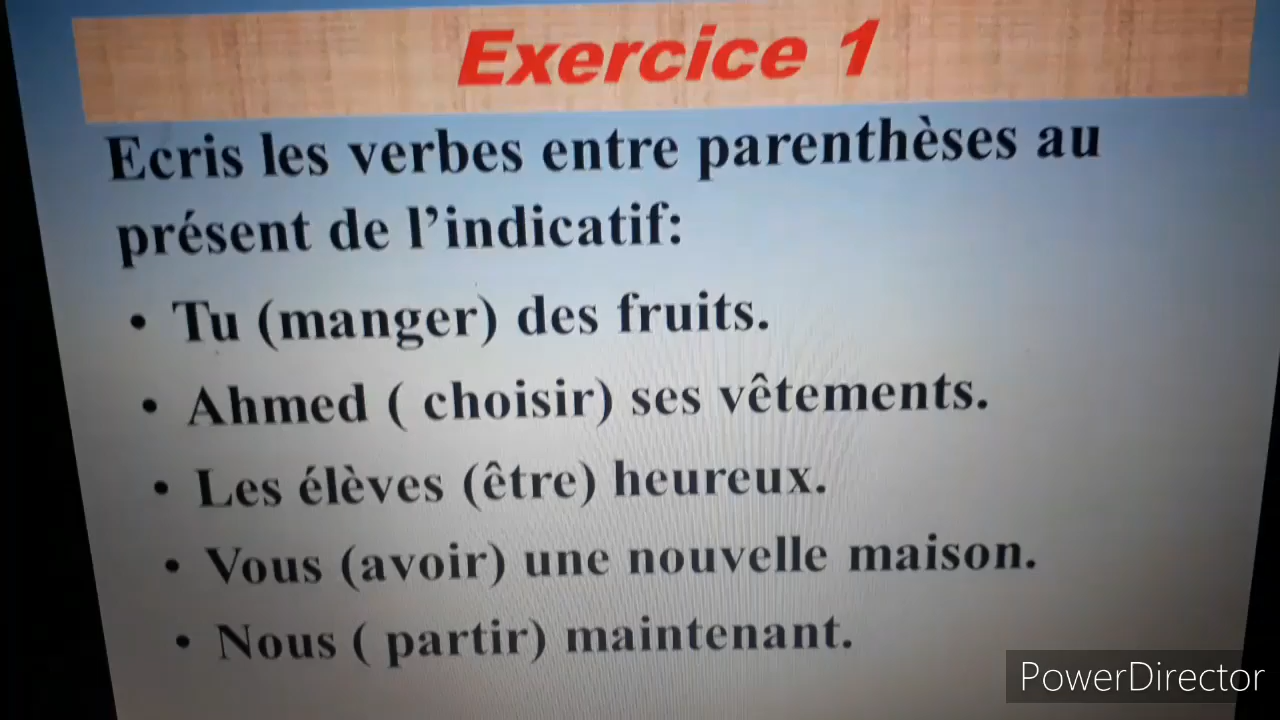 Exercice 1
Ecris les verbes entre parenthèses au
présent de l'indicatif:
• Tu (manger) des fruits.
• Ahmed ( choisir) ses vêtements.
• Les élèves (être) heureux.
• Vous (avoir) une nouvelle maison.
• Nous ( partir) maintenant.
PowerDirector